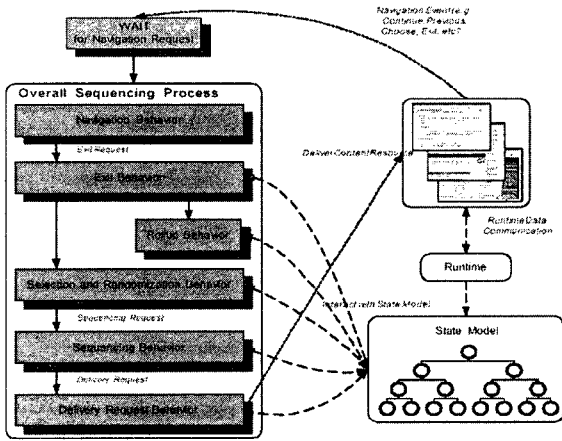 WAIT
for Navigation Request
Navigation Events e.g
Continue, Previous,
Choose, Exit, etc?
Overall Sequencing Process
Navigation Behavior
Exit Request
Exit Behavior
Rollup Behavior
Selection and Randomization Behavior
Sequencing Request
Sequencing Behavior
Delivery Request
Delivery Request Behavior
Deliver Content Resource
Runtime Data
Communication
Runtime
Interact with State Model
State Model